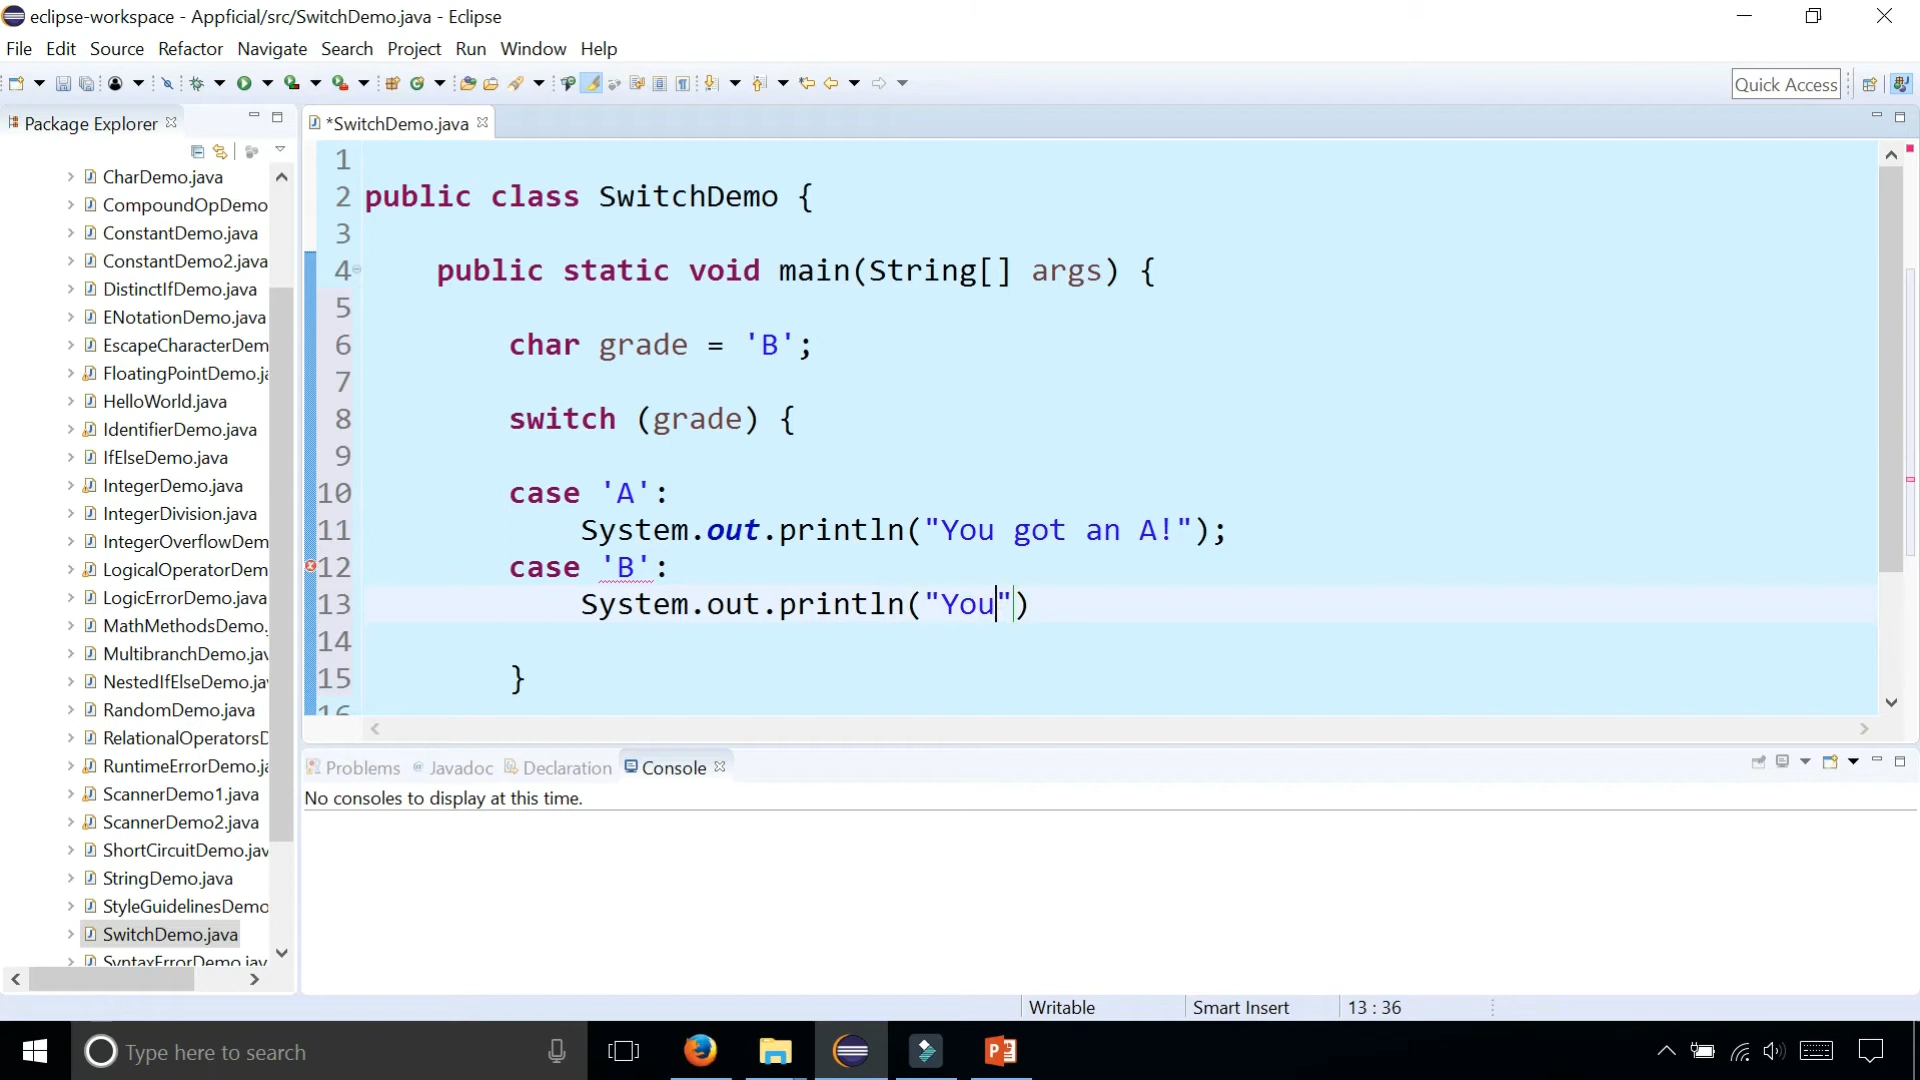 eclipse-workspace - Appficial/src/SwitchDemo.java - Eclipse
File Edit Source Refactor Navigate Search Project Run Window Help
Quick Access
Package Explorer
*SwitchDemo.java
CharDemo.java
CompoundOpDemo
ConstantDemo.java
ConstantDemo2.java
DistinctIfDemo.java
ENotationDemo.java
EscapeCharacterDem
FloatingPointDemo.ja
HelloWorld.java
IdentifierDemo.java
IfElseDemo.java
IntegerDemo.java
IntegerDivision.java
IntegerOverflowDem
LogicalOperatorDem
LogicErrorDemo.java
MathMethodsDemo.
MultibranchDemo.jav
NestedIfElseDemo.ja
RandomDemo.java
RelationalOperatorsD
RuntimeErrorDemo.ja
ScannerDemo1.java
ScannerDemo2.java
ShortCircuitDemo.jav
StringDemo.java
StyleGuidelinesDemo
SwitchDemo.java
SyntaxErrorDemo.jav
1
2 public class SwitchDemo {
3
4 public static void main(String[] args) {
5
6 char grade = 'B';
7
8 switch (grade) {
9
10 case 'A':
11 System.out.println("You got an A!");
12 case 'B':
13 System.out.println("You")
14
15 }
16
Problems @ Javadoc Declaration Console
No consoles to display at this time.
Writable Smart Insert 13 : 36
Type here to search